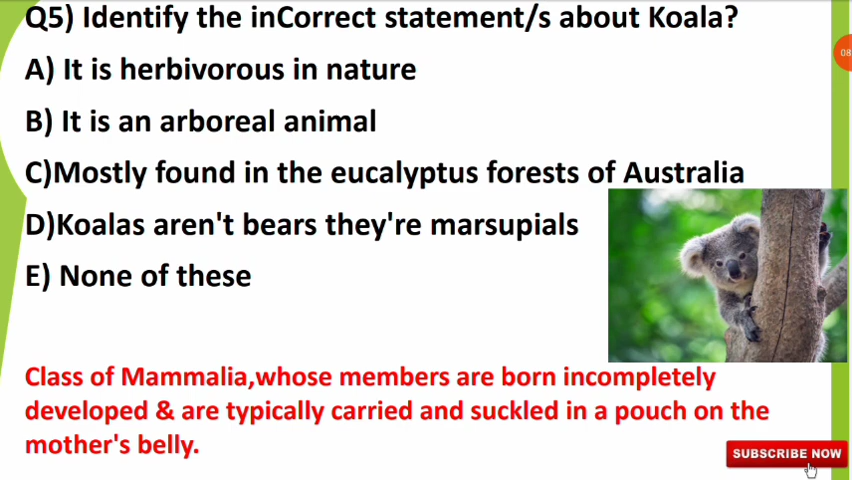 Q5) Identify the inCorrect statement/s about Koala?
A) It is herbivorous in nature
B) It is an arboreal animal
C)Mostly found in the eucalyptus forests of Australia
D)Koalas aren't bears they're marsupials
E) None of these
Class of Mammalia,whose members are born incompletely
developed & are typically carried and suckled in a pouch on the
mother's belly.
SUBSCRIBE NOW
08